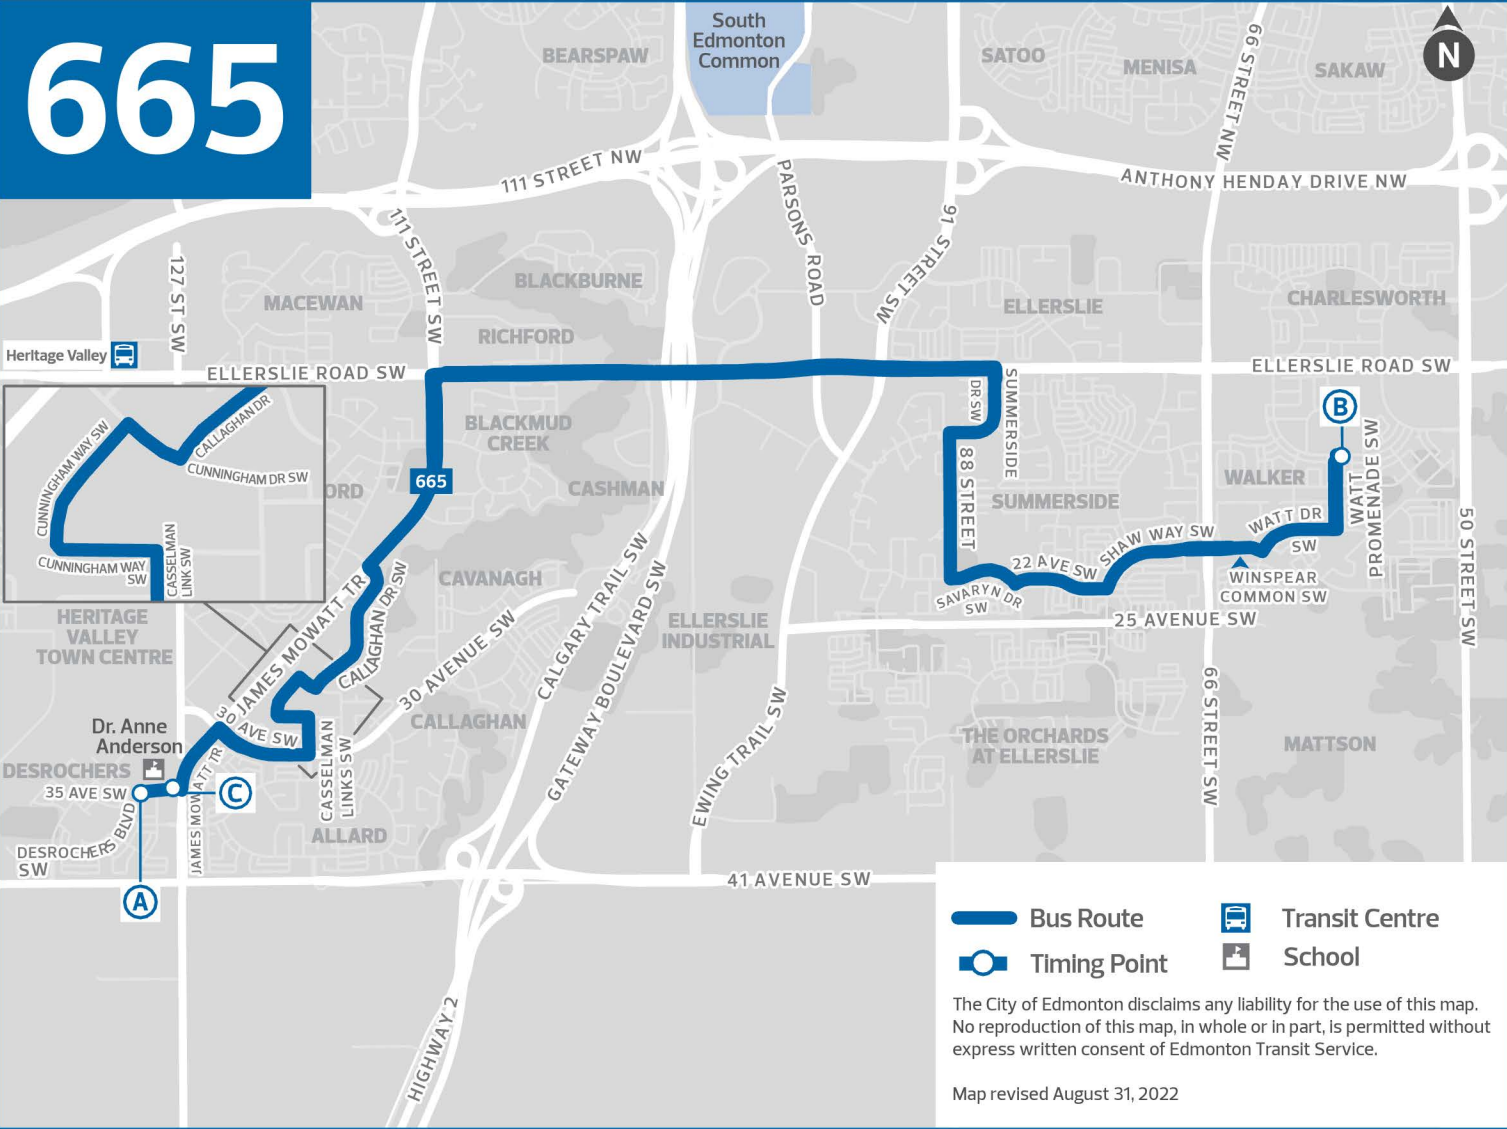 665
South
Edmonton
Common
BEARSPAW
SATOO
MENISA
SAKAW
66 STREET NW
N
111 STREET NW
ANTHONY HENDAY DRIVE NW
PARSONS ROAD
91 STREET SW
111 STREET SW
127 ST SW
MACEWAN
BLACKBURNE
RICHFORD
ELLERSLIE
CHARLESWORTH
Heritage Valley
ELLERSLIE ROAD SW
ELLERSLIE ROAD SW
CALLAGHAN DR
CUNNINGHAM WAY SW
CUNNINGHAM DR SW
CUNNINGHAM WAY
SW
CASSELMAN
LINK SW
ORD
665
BLACKMUD
CREEK
CASHMAN
DR SW
SUMMERSIDE
88 STREET
SUMMERSIDE
WALKER
B
WATT
PROMENADE SW
WATT DR
SW
SHAW WAY SW
22 AVE SW
SAVARYN DR
SW
WINSPEAR
COMMON SW
50 STREET SW
25 AVENUE SW
HERITAGE
VALLEY
TOWN CENTRE
JAMES MOWATT TR
CALLAGHAN DR SW
CAVANAGH
30 AVENUE SW
CALGARY TRAIL SW
GATEWAY BOULEVARD SW
ELLERSLIE
INDUSTRIAL
CALLAGHAN
30 AVE SW
CASSELMAN
LINKS SW
EWING TRAIL SW
THE ORCHARDS
AT ELLERSLIE
66 STREET SW
MATTSON
Dr. Anne
Anderson
DESROCHERS
35 AVE SW
C
JAMES MOWATT TR
DESROCHERS BLVD
SW
ALLARD
A
41 AVENUE SW
HIGHWAY 2
Bus Route
Transit Centre
Timing Point
School
The City of Edmonton disclaims any liability for the use of this map.
No reproduction of this map, in whole or in part, is permitted without
express written consent of Edmonton Transit Service.
Map revised August 31, 2022